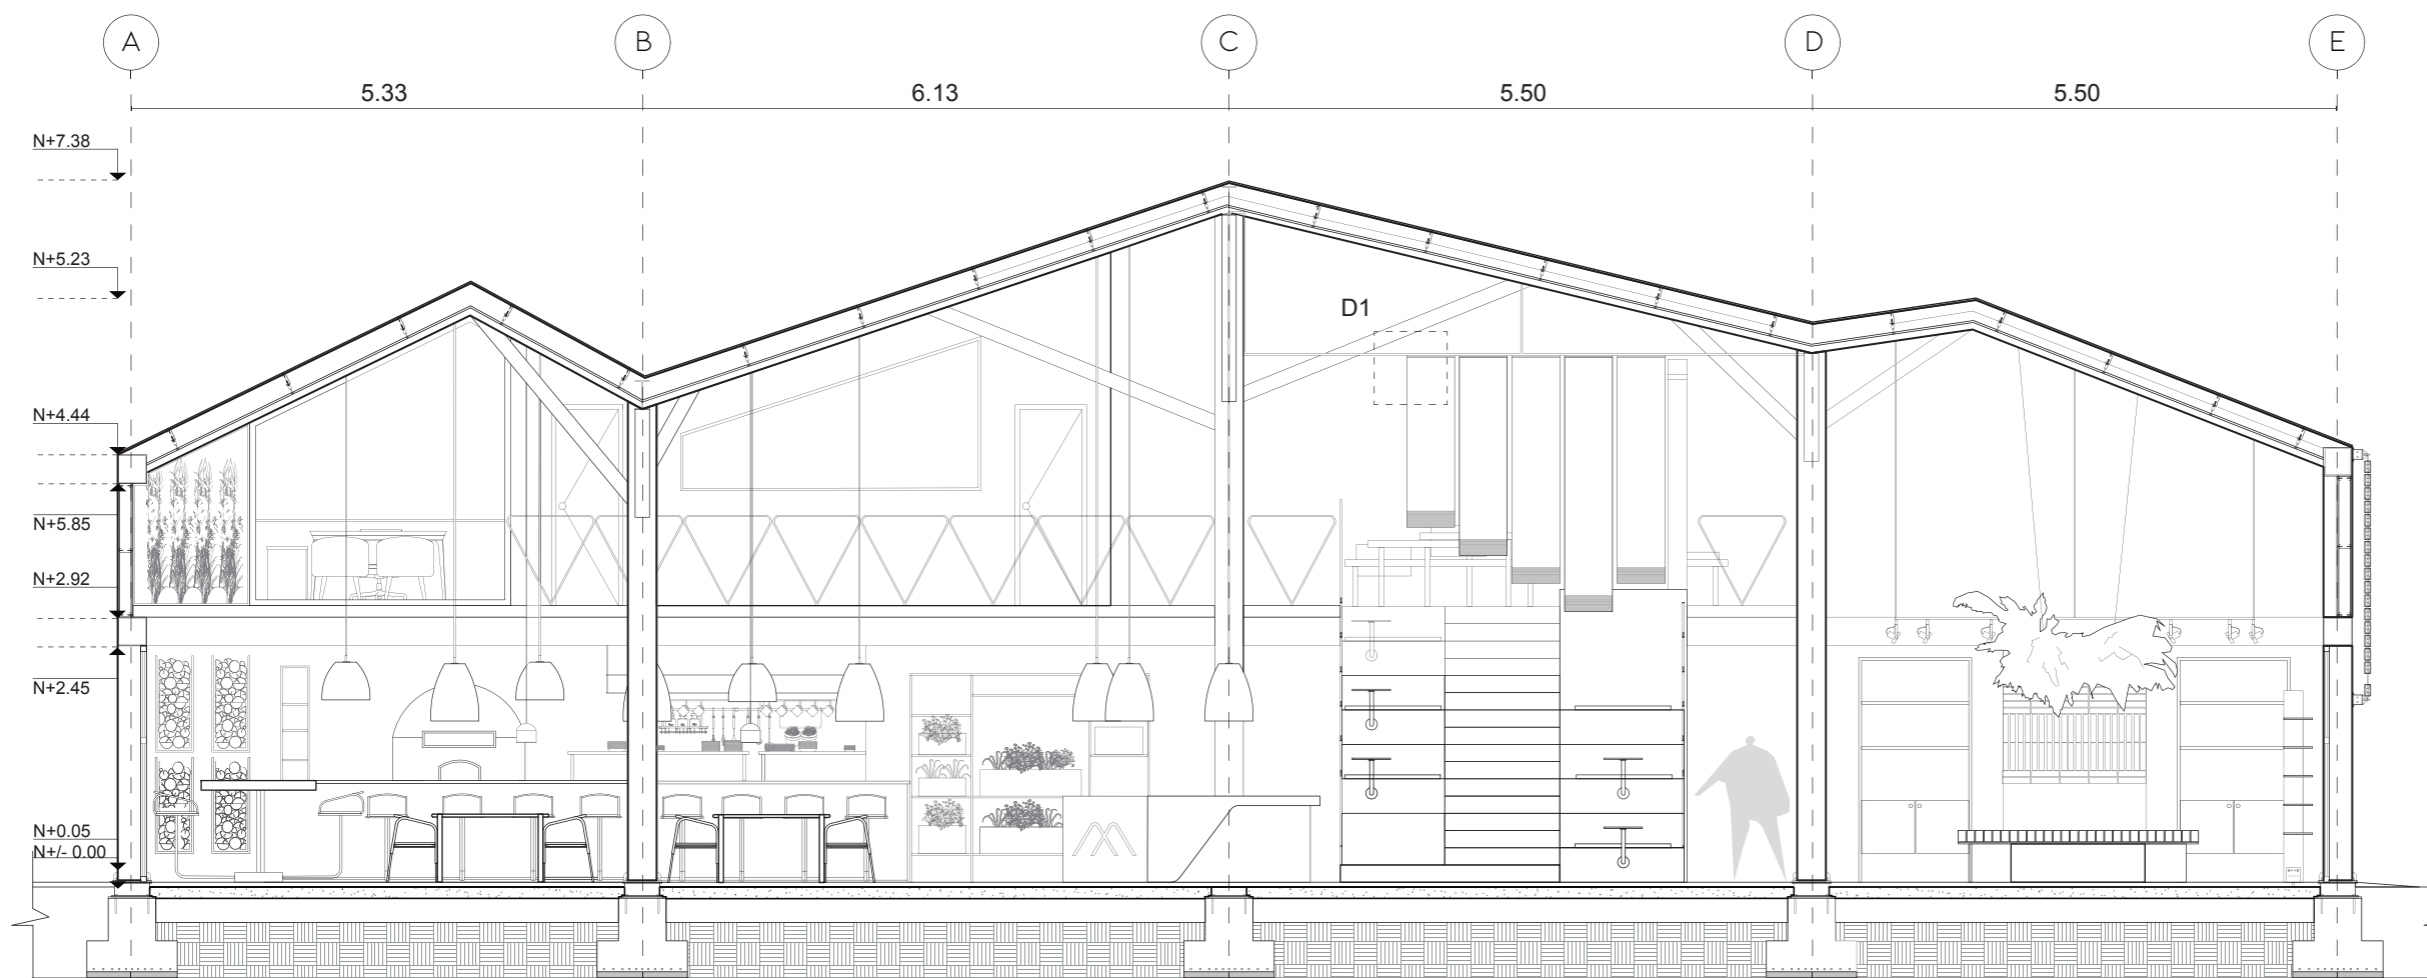 A B C D E
5.33 6.13 5.50 5.50
N+7.38
N+5.23
D1
N+4.44
N+5.85
N+2.92
N+2.45
N+0.05
N+/- 0.00